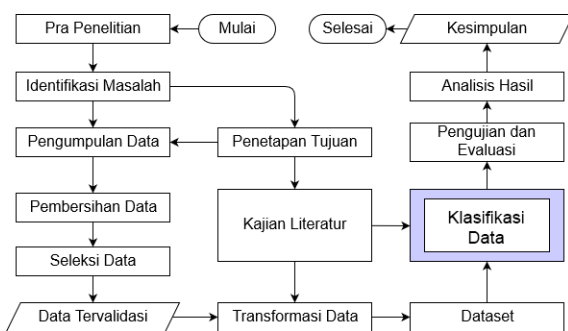 Pra Penelitian
Mulai
Selesai
Kesimpulan
Identifikasi Masalah
Analisis Hasil
Pengumpulan Data
Penetapan Tujuan
Pengujian dan
Evaluasi
Pembersihan Data
Kajian Literatur
Klasifikasi
Data
Seleksi Data
Data Tervalidasi
Transformasi Data
Dataset